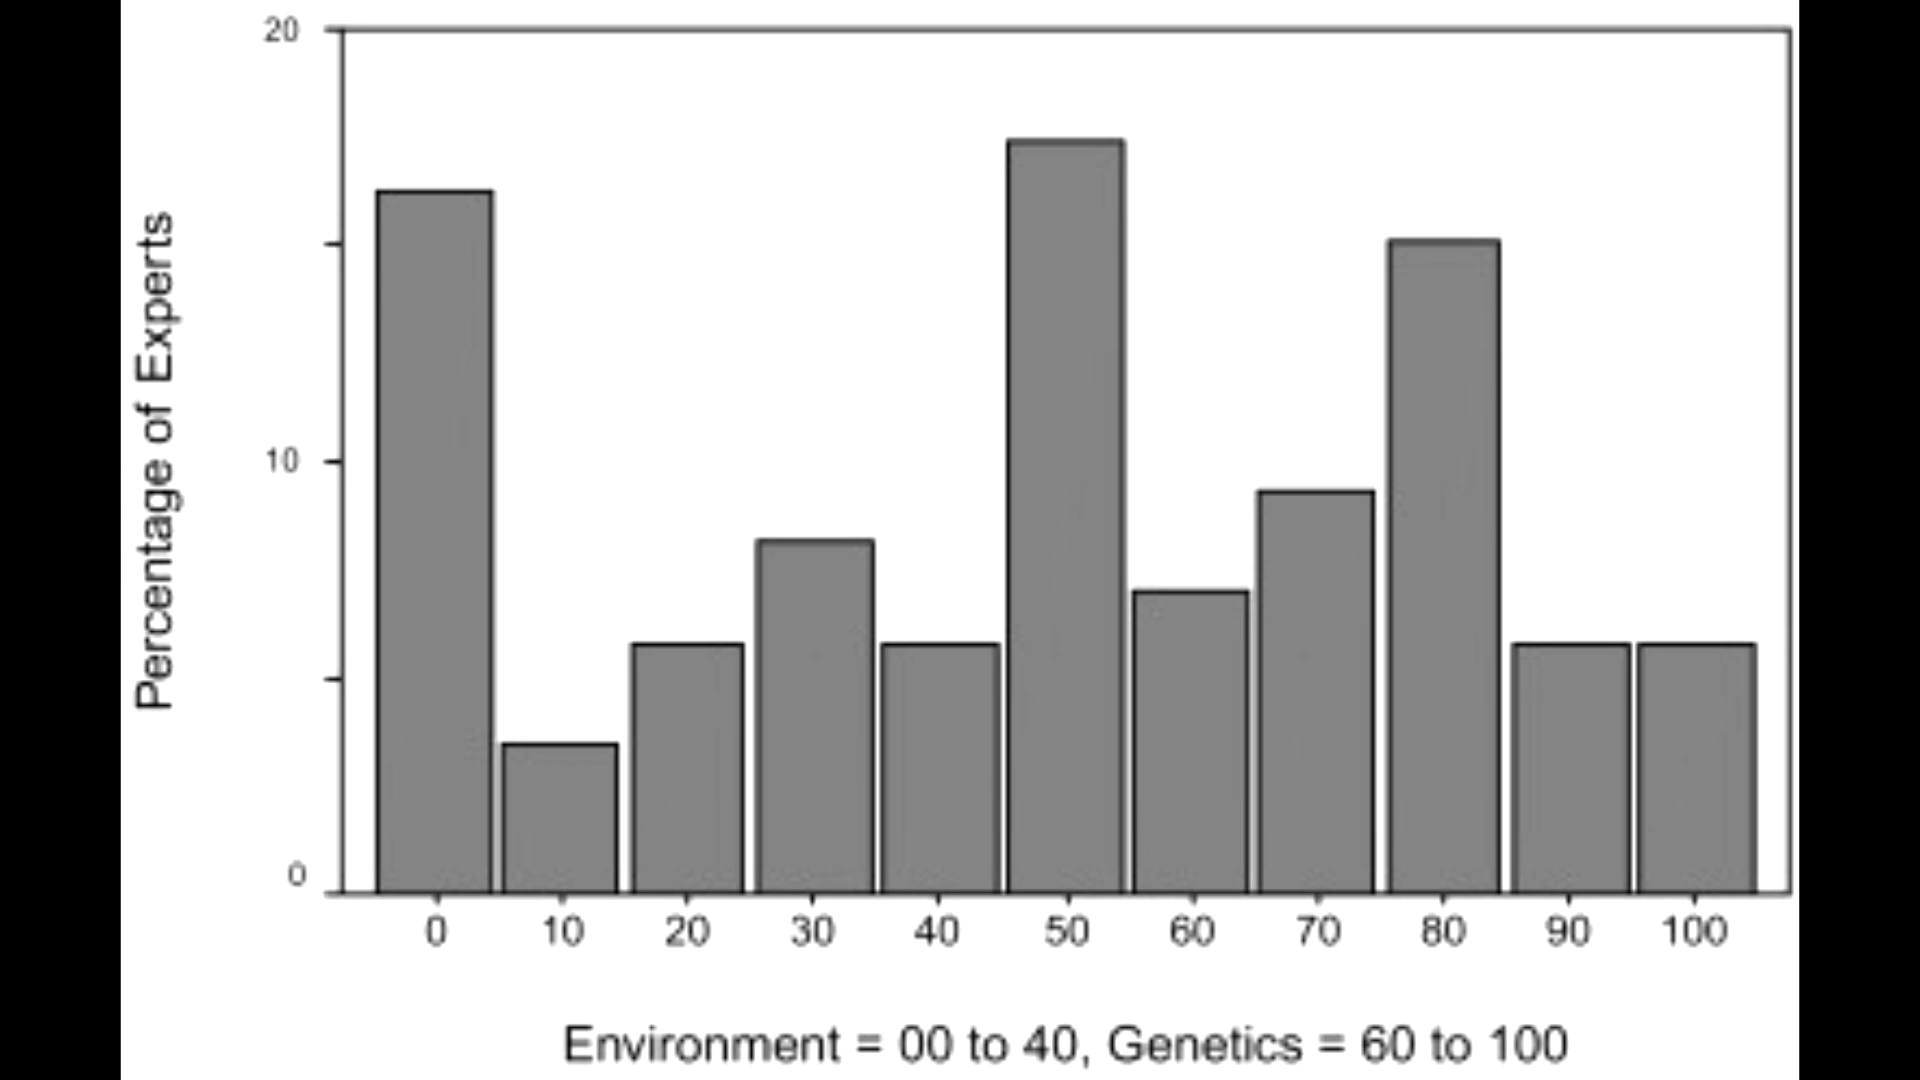 20
10
0
Percentage of Experts
0 10 20 30 40 50 60 70 80 90 100
Environment = 00 to 40, Genetics = 60 to 100